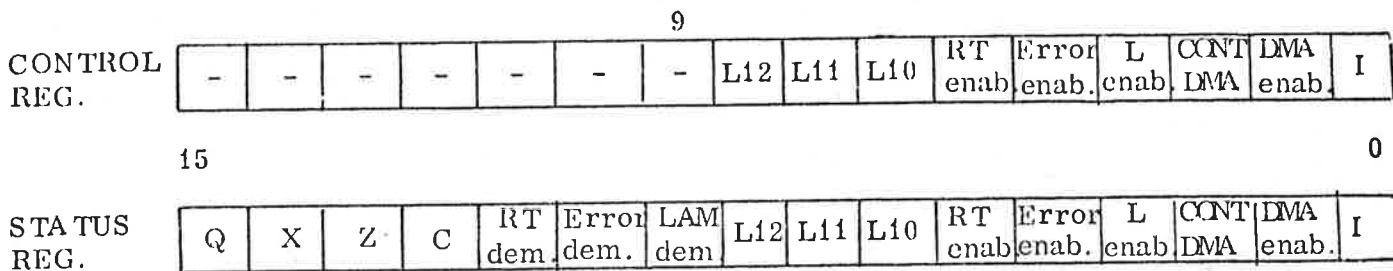 9
CONTROL REG. - - - - - - - L12 L11 L10 RT enab. Error enab. L enab. CONT DMA DMA enab. I
15 0
STATUS REG. Q X Z C RT dem. Error dem. LAM dem L12 L11 L10 RT enab. Error enab. L enab. CONT DMA DMA enab. I